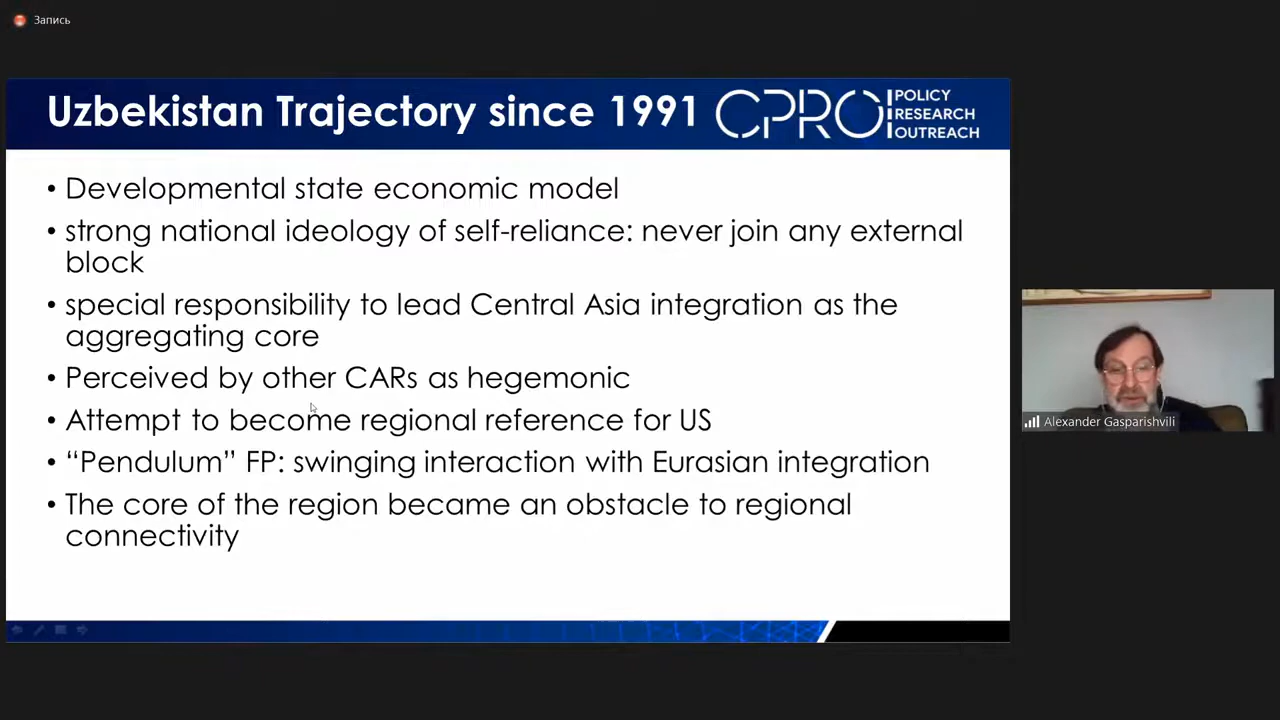 Запись
Uzbekistan Trajectory since 1991
CPRO
POLICY
RESEARCH
OUTREACH
• Developmental state economic model
• strong national ideology of self-reliance: never join any external
block
• special responsibility to lead Central Asia integration as the
aggregating core
• Perceived by other CARs as hegemonic
• Attempt to become regional reference for US
• “Pendulum” FP: swinging interaction with Eurasian integration
• The core of the region became an obstacle to regional
connectivity
Alexander Gasparishvili